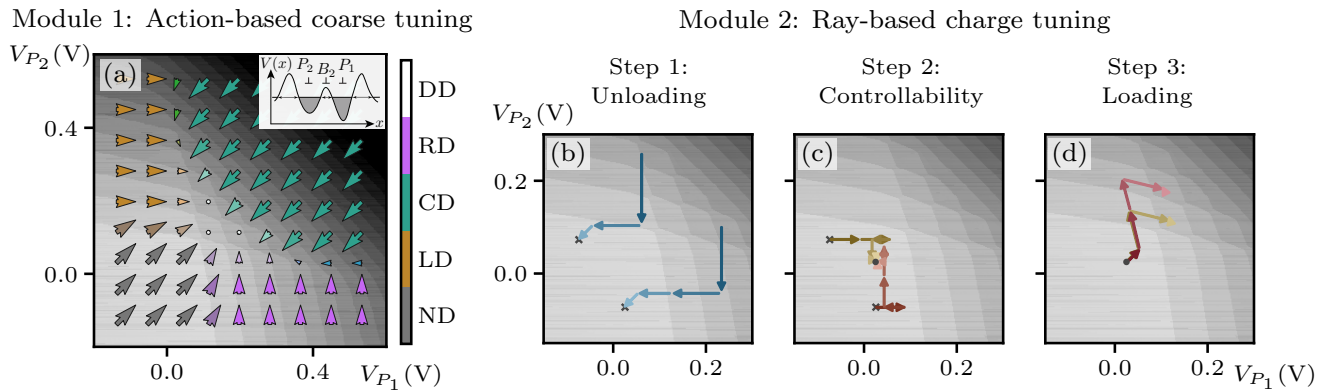 Module 1: Action-based coarse tuning
Module 2: Ray-based charge tuning
V_{P_2}(V)
(a)
V(x) P_2 B_2 P_1
x
0.4
0.0
0.0 0.4
V_{P_1}(V)
DD
RD
CD
LD
ND
Step 1:
Unloading
Step 2:
Controllability
Step 3:
Loading
V_{P_2}(V)
(b)
(c)
(d)
0.2
0.0
0.0 0.2
0.0 0.2
0.0 0.2
V_{P_1}(V)